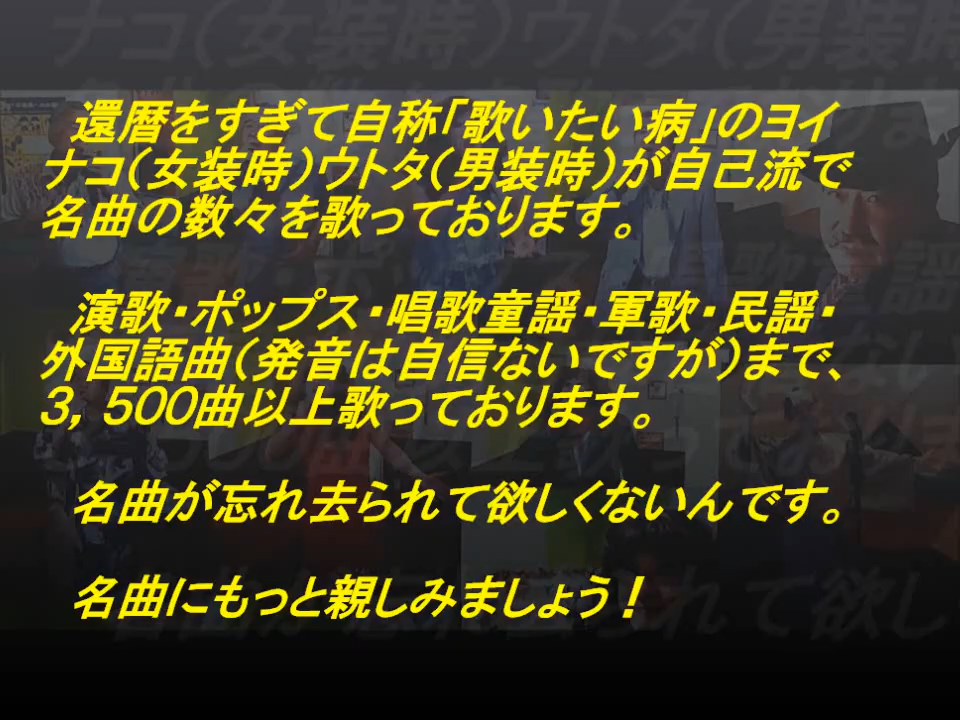 還暦をすぎて自称「歌いたい病」のヨイ
ナコ（女装時）ウトタ（男装時）が自己流で
名曲の数々を歌っております。
演歌・ポップス・唱歌童謡・軍歌・民謡・
外国語曲（発音は自信ないですが）まで、
３，５００曲以上歌っております。
名曲が忘れ去られて欲しくないんです。
名曲にもっと親しみましょう！